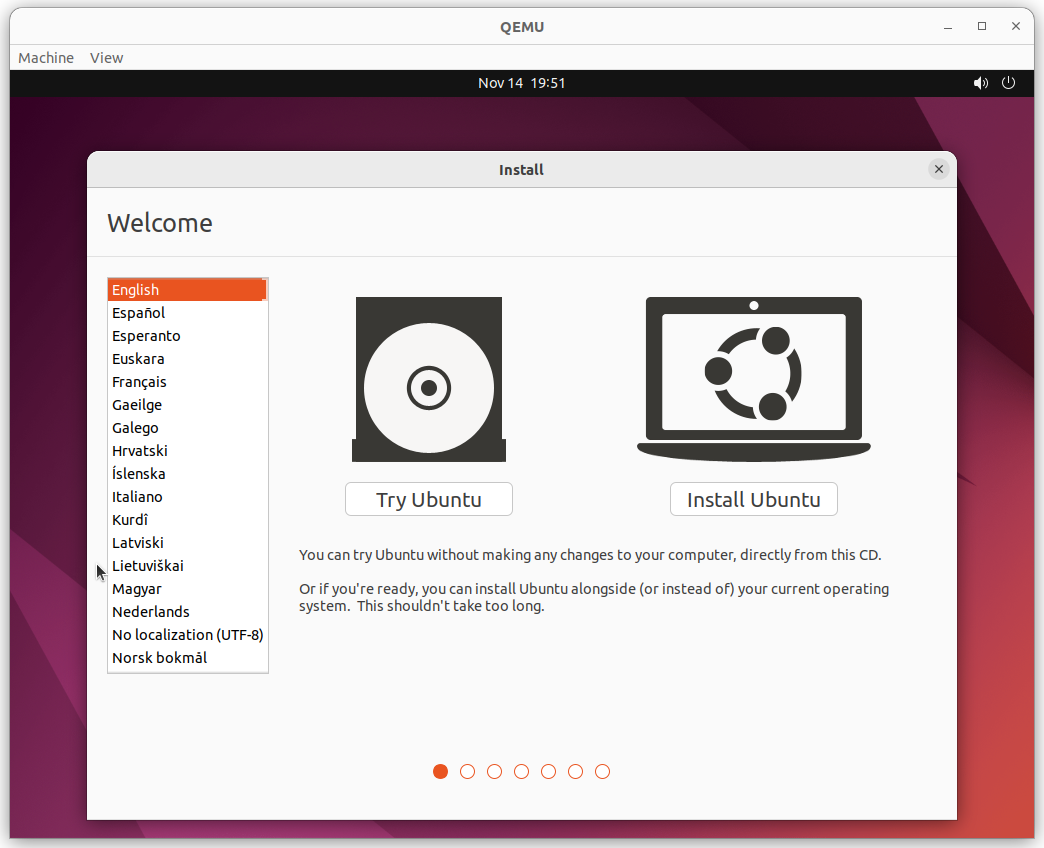 QEMU
Machine View
Nov 14 19:51
Install
Welcome
English
Español
Esperanto
Euskara
Français
Gaeilge
Galego
Hrvatski
Íslenska
Italiano
Kurdî
Latviski
Lietuviškai
Magyar
Nederlands
No localization (UTF-8)
Norsk bokmål
Try Ubuntu
Install Ubuntu
You can try Ubuntu without making any changes to your computer, directly from this CD.
Or if you're ready, you can install Ubuntu alongside (or instead of) your current operating
system. This shouldn't take too long.